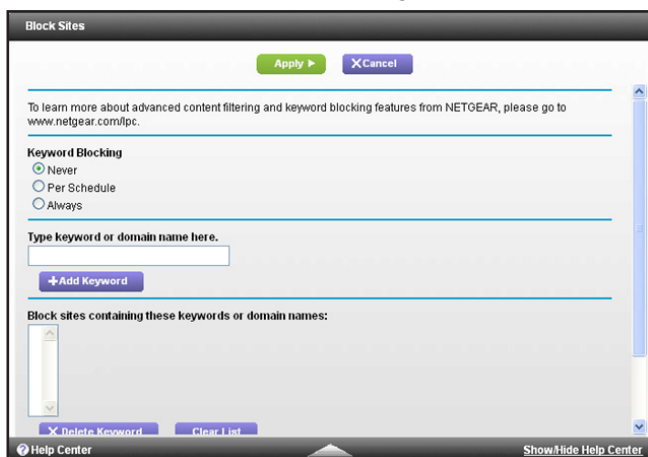 Block Sites
Apply
Cancel
To learn more about advanced content filtering and keyword blocking features from NETGEAR, please go to
www.netgear.com/lpc.
Keyword Blocking
Never
Per Schedule
Always
Type keyword or domain name here.
+Add Keyword
Block sites containing these keywords or domain names:
Delete Keyword Clear List
Help Center Show/Hide Help Center